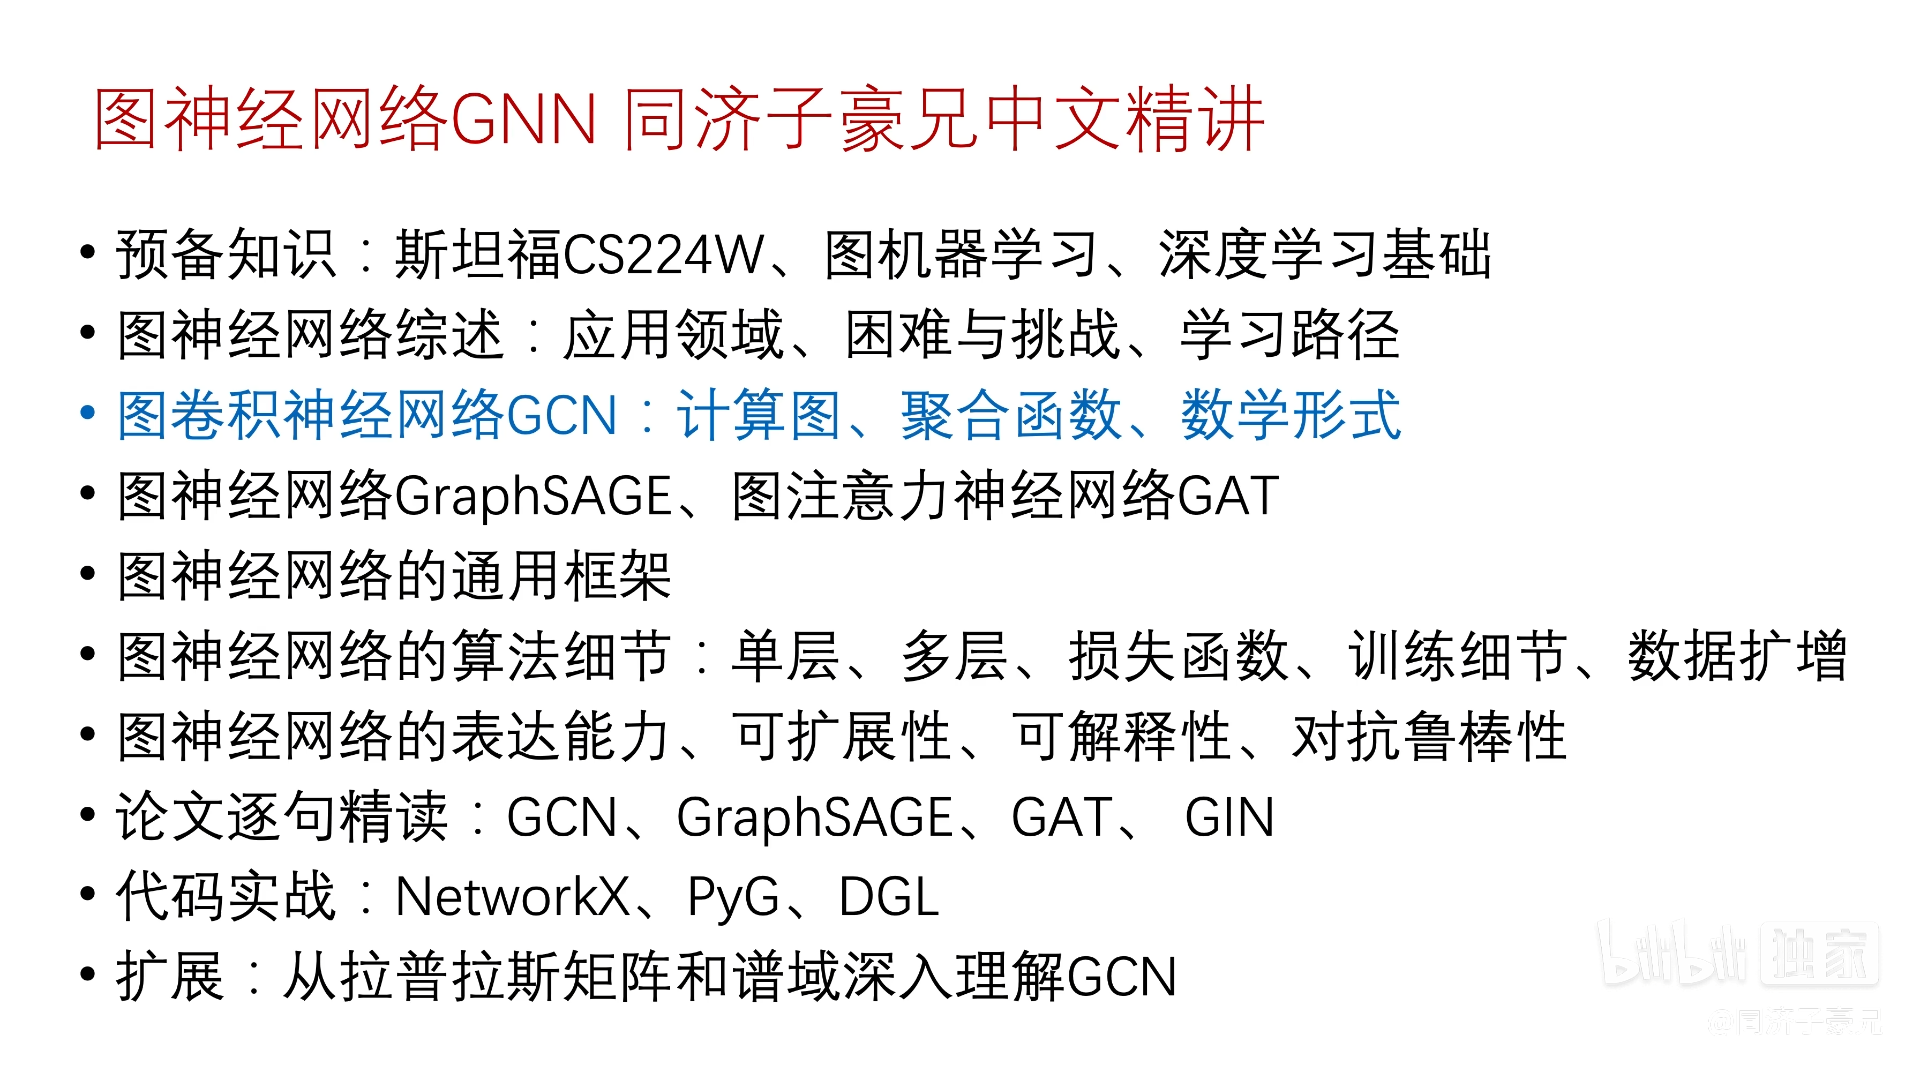 图神经网络GNN 同济子豪兄中文精讲
• 预备知识：斯坦福CS224W、图机器学习、深度学习基础
• 图神经网络综述：应用领域、困难与挑战、学习路径
• 图卷积神经网络GCN：计算图、聚合函数、数学形式
• 图神经网络GraphSAGE、图注意力神经网络GAT
• 图神经网络的通用框架
• 图神经网络的算法细节：单层、多层、损失函数、训练细节、数据扩增
• 图神经网络的表达能力、可扩展性、可解释性、对抗鲁棒性
• 论文逐句精读：GCN、GraphSAGE、GAT、 GIN
• 代码实战：NetworkX、PyG、DGL
• 扩展：从拉普拉斯矩阵和谱域深入理解GCN
bilibili 独家
@同济子豪兄